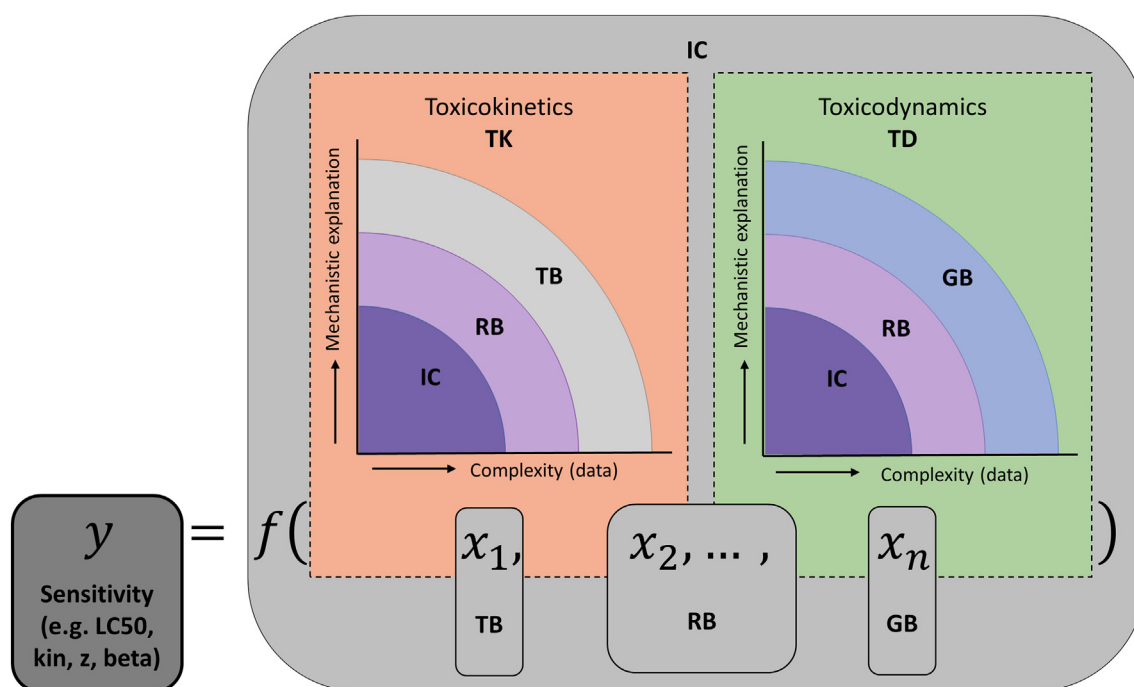 IC
Toxicokinetics
TK
Mechanistic explanation
TB
RB
IC
Complexity (data)
Toxicodynamics
TD
Mechanistic explanation
GB
RB
IC
Complexity (data)
y = f( x1, x2, ... , xn )
Sensitivity
(e.g. LC50,
kin, z, beta)
TB
RB
GB